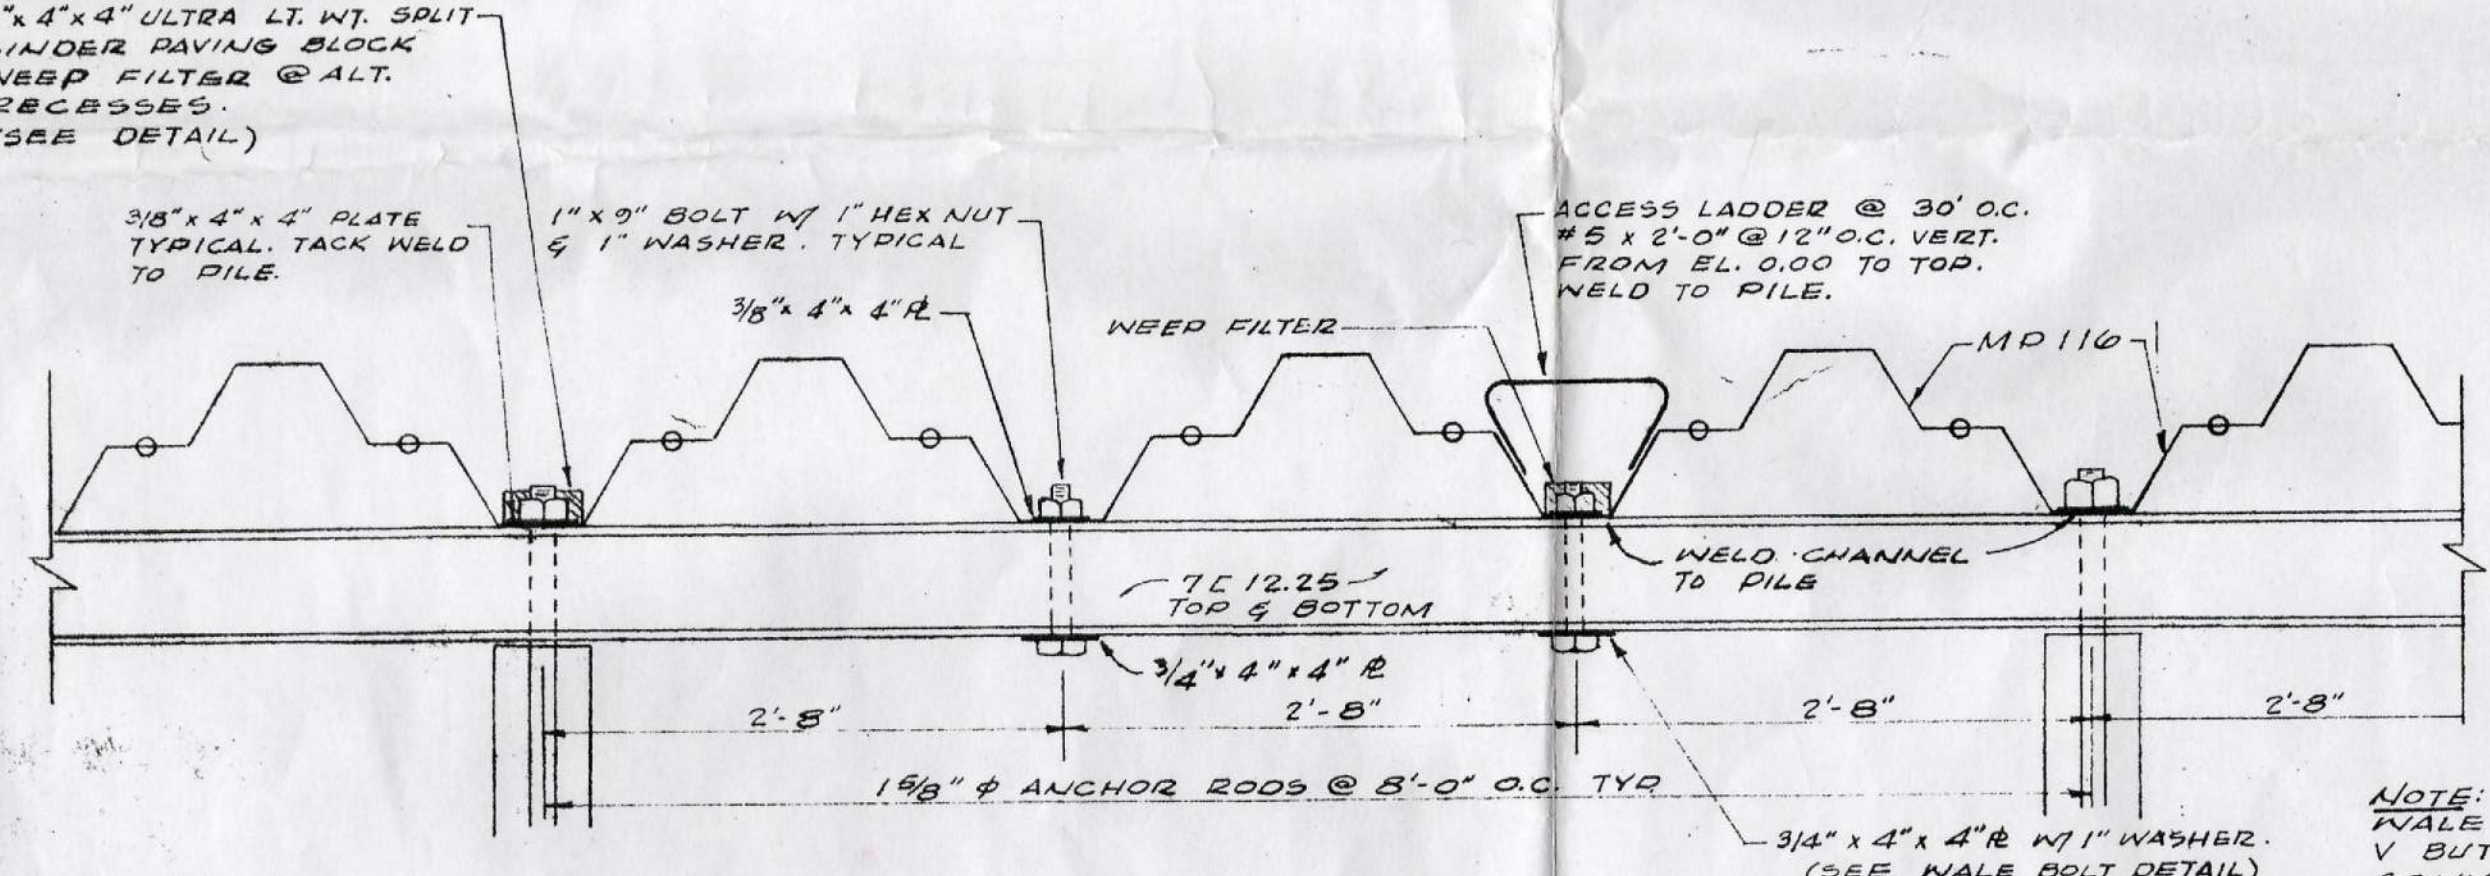 "x 4"x 4" ULTRA LT. WT. SPLIT
CINDER PAVING BLOCK
WEEP FILTER @ ALT.
RECESSES.
(SEE DETAIL)
3/8" x 4" x 4" PLATE
TYPICAL. TACK WELD
TO PILE.
1" X 9" BOLT W/ 1" HEX NUT
& 1" WASHER. TYPICAL
3/8" x 4" x 4" PL
WEEP FILTER
ACCESS LADDER @ 30' O.C.
#5 x 2'-0" @ 12" O.C. VERT.
FROM EL. 0.00 TO TOP.
WELD TO PILE.
MP 116
WELD CHANNEL
TO PILE
7 [ 12.25
TOP & BOTTOM
3/4" x 4" x 4" PL
2'-8"
2'-8"
2'-8"
2'-8"
1 5/8" φ ANCHOR RODS @ 8'-0" O.C. TYP.
3/4" x 4" x 4" PL W/ 1" WASHER.
(SEE WALE BOLT DETAIL)
NOTE:
WALE
V BUT